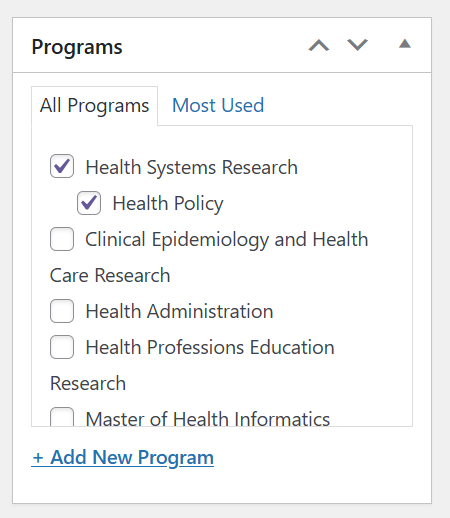 Programs
All Programs Most Used
Health Systems Research
Health Policy
Clinical Epidemiology and Health
Care Research
Health Administration
Health Professions Education
Research
Master of Health Informatics
+ Add New Program